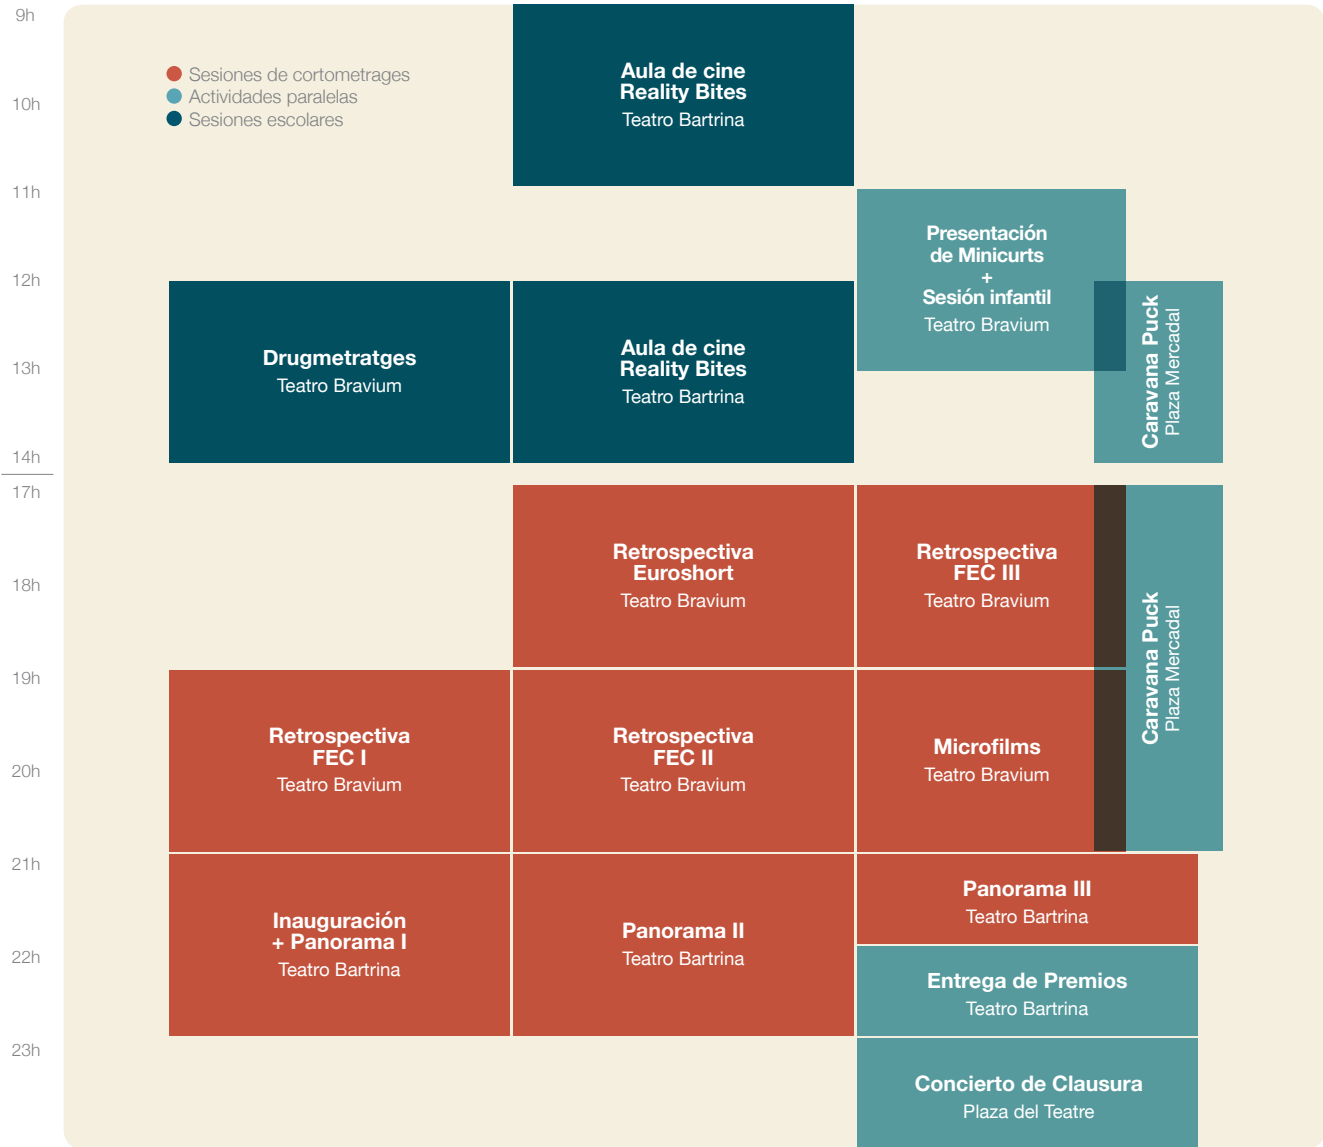 9h
10h
11h
12h
13h
14h
17h
18h
19h
20h
21h
22h
23h
Sesiones de cortometrages
Actividades paralelas
Sesiones escolares
Aula de cine
Reality Bites
Teatro Bartrina
Presentación
de Minicurts
+
Sesión infantil
Teatro Bravium
Drugmetratges
Teatro Bravium
Aula de cine
Reality Bites
Teatro Bartrina
Caravana Puck
Plaza Mercadal
Retrospectiva
Euroshort
Teatro Bravium
Retrospectiva
FEC III
Teatro Bravium
Caravana Puck
Plaza Mercadal
Retrospectiva
FEC I
Teatro Bravium
Retrospectiva
FEC II
Teatro Bravium
Microfilms
Teatro Bravium
Inauguración
+ Panorama I
Teatro Bartrina
Panorama II
Teatro Bartrina
Panorama III
Teatro Bartrina
Entrega de Premios
Teatro Bartrina
Concierto de Clausura
Plaza del Teatre